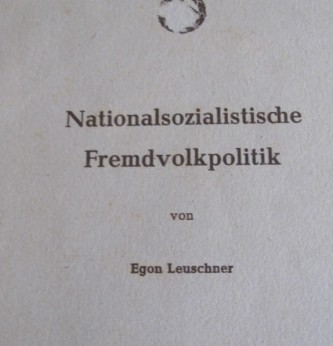 Nationalsozialistische
Fremdvolkpolitik
von
Egon Leuschner